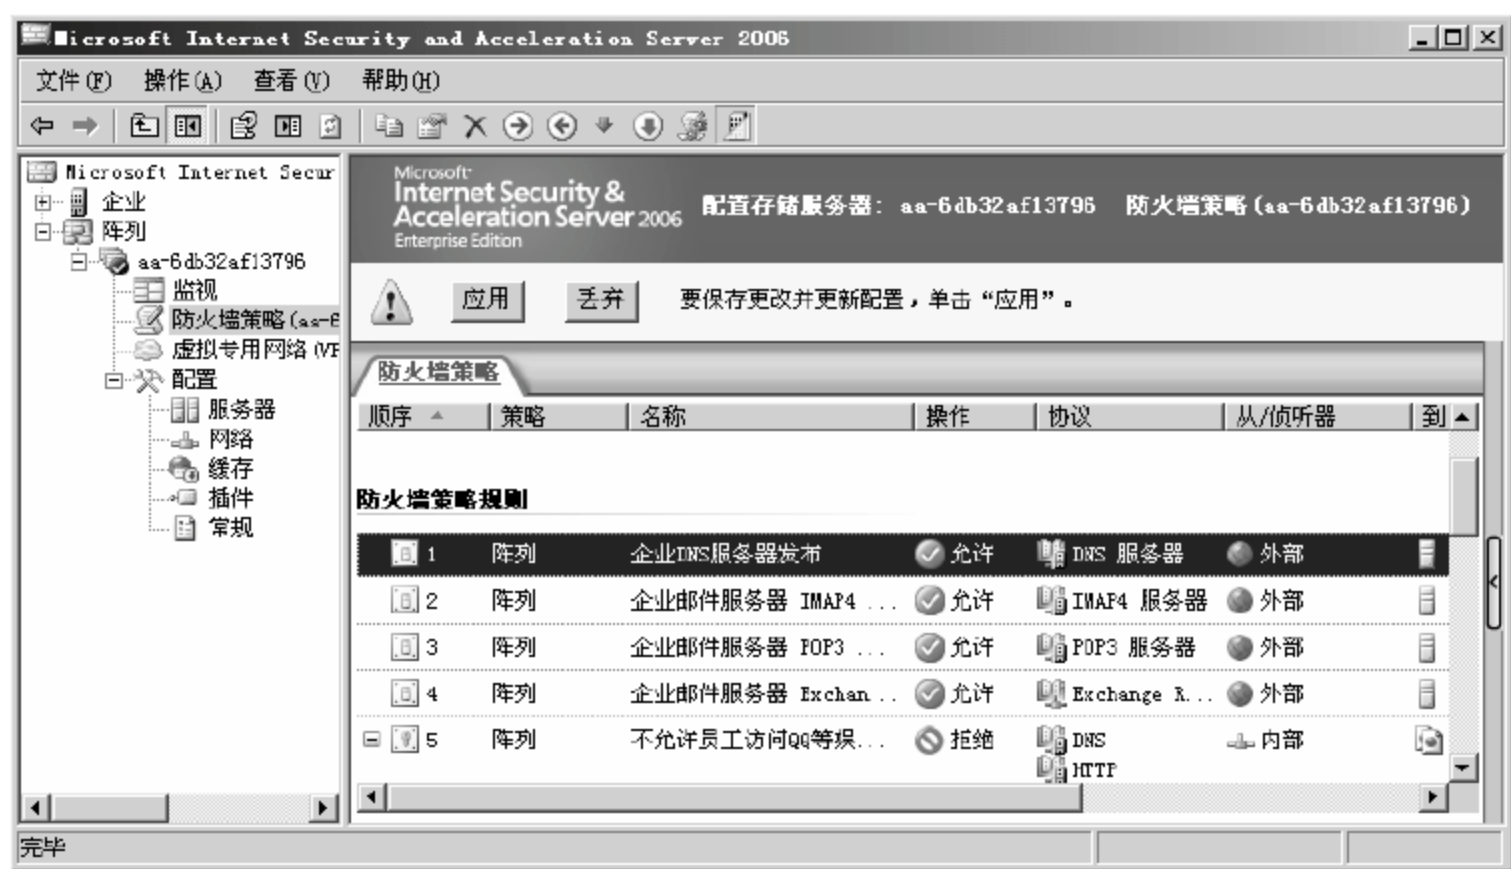 Microsoft Internet Security and Acceleration Server 2006
文件(F) 操作(A) 查看(V) 帮助(H)
Microsoft Internet Secur
企业
阵列
aa-6db32af13796
监视
防火墙策略(aa-6
虚拟专用网络(VP
配置
服务器
网络
缓存
插件
常规
Microsoft
Internet Security &
Acceleration Server 2006
Enterprise Edition
配置存储服务器: aa-6db32af13796 防火墙策略(aa-6db32af13796)
应用 丢弃 要保存更改并更新配置，单击“应用”。
防火墙策略
顺序 策略 名称 操作 协议 从/侦听器 到
防火墙策略规则
1 阵列 企业DNS服务器发布 允许 DNS 服务器 外部
2 阵列 企业邮件服务器 IMAP4 ... 允许 IMAP4 服务器 外部
3 阵列 企业邮件服务器 POP3 ... 允许 POP3 服务器 外部
4 阵列 企业邮件服务器 Exchan... 允许 Exchange R... 外部
5 阵列 不允许员工访问QQ等娱... 拒绝 DNS 内部
HTTP
完毕